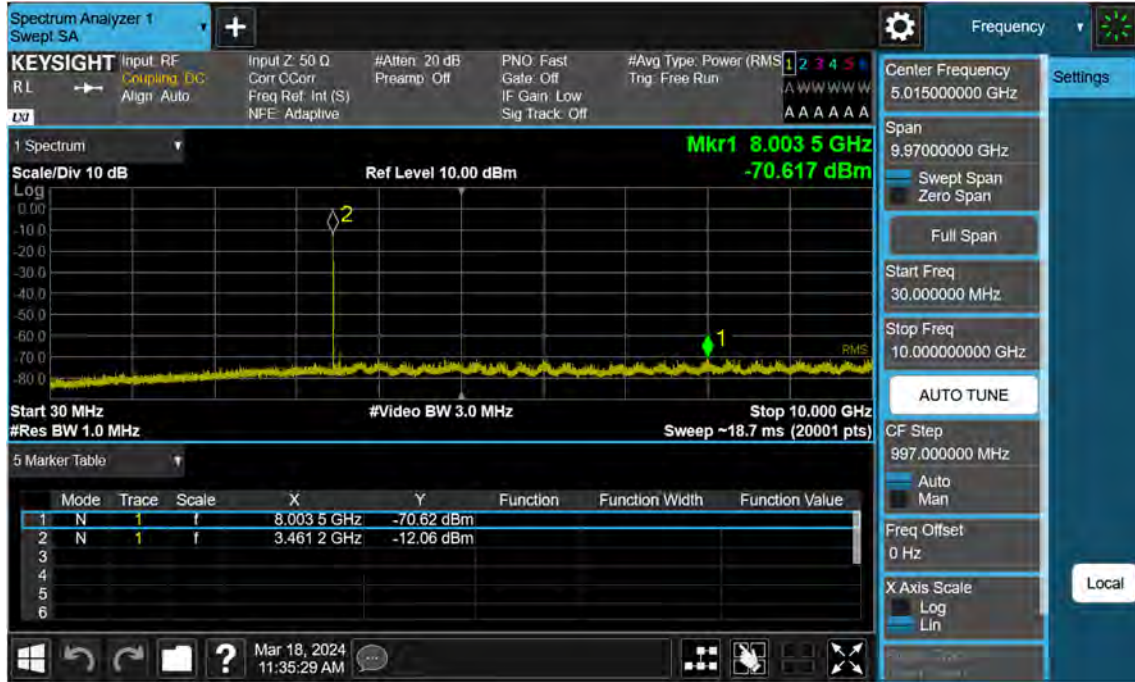 Spectrum Analyzer 1
Swept SA
+
Frequency
KEYSIGHT
RL
LXI
Input: RF
Coupling: DC
Align: Auto
Input Z: 50 Ω
Corr CCorr
Freq Ref: Int (S)
NFE: Adaptive
#Atten: 20 dB
Preamp: Off
PNO: Fast
Gate: Off
IF Gain: Low
Sig Track: Off
#Avg Type: Power (RMS
Trig: Free Run
1 2 3 4 5 6
A W W W W W
A A A A A A
1 Spectrum
Scale/Div 10 dB
Ref Level 10.00 dBm
Mkr1 8.003 5 GHz
-70.617 dBm
Log
0.00
-10.0
-20.0
-30.0
-40.0
-50.0
-60.0
-70.0
-80.0
2
1
RMS
Start 30 MHz
#Video BW 3.0 MHz
Stop 10.000 GHz
#Res BW 1.0 MHz
Sweep ~18.7 ms (20001 pts)
5 Marker Table
Mode Trace Scale X Y Function Function Width Function Value
1 N 1 f 8.003 5 GHz -70.62 dBm
2 N 1 f 3.461 2 GHz -12.06 dBm
3
4
5
6
?
Mar 18, 2024
11:35:29 AM
Center Frequency
5.015000000 GHz
Settings
Span
9.97000000 GHz
Swept Span
Zero Span
Full Span
Start Freq
30.000000 MHz
Stop Freq
10.000000000 GHz
AUTO TUNE
CF Step
997.000000 MHz
Auto
Man
Freq Offset
0 Hz
X Axis Scale
Log
Lin
Local